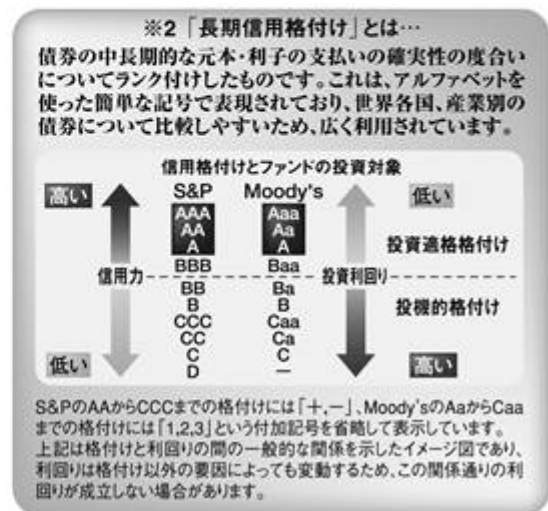 ※2「長期信用格付け」とは…
債券の中長期的な元本・利子の支払いの確実性の度合い
についてランク付けしたものです。これは、アルファベットを
使った簡単な記号で表現されており、世界各国、産業別の
債券について比較しやすいため、広く利用されています。
信用格付けとファンドの投資対象
高い S&P Moody's 低い
AAA Aaa
AA Aa
A A 投資適格格付け
BBB Baa
信用力 投資利回り
BB Ba
B B 投機的格付け
CCC Caa
CC Ca
C C
低い D ― 高い
S&PのAAからCCCまでの格付けには「+,−」、Moody'sのAaからCaa
までの格付けには「1,2,3」という付加記号を省略して表示しています。
上記は格付けと利回りの間の一般的な関係を示したイメージ図であり、
利回りは格付け以外の要因によっても変動するため、この関係通りの利
回りが成立しない場合があります。